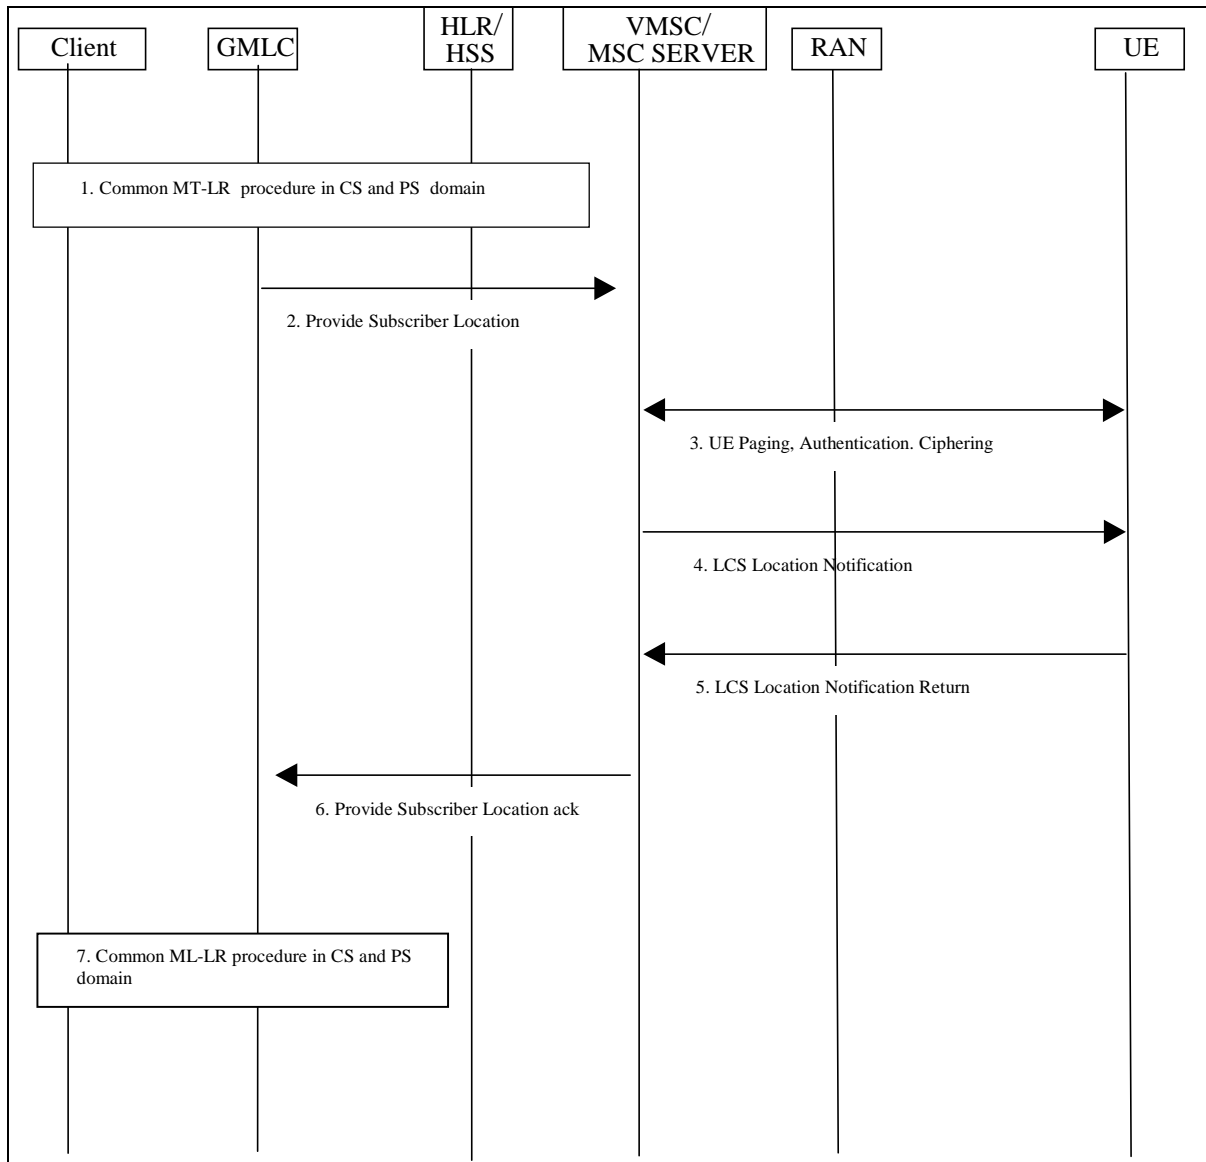 Client
GMLC
HLR/
HSS
VMSC/
MSC SERVER
RAN
UE
1. Common MT-LR procedure in CS and PS domain
2. Provide Subscriber Location
3. UE Paging, Authentication. Ciphering
4. LCS Location Notification
5. LCS Location Notification Return
6. Provide Subscriber Location ack
7. Common ML-LR procedure in CS and PS
domain